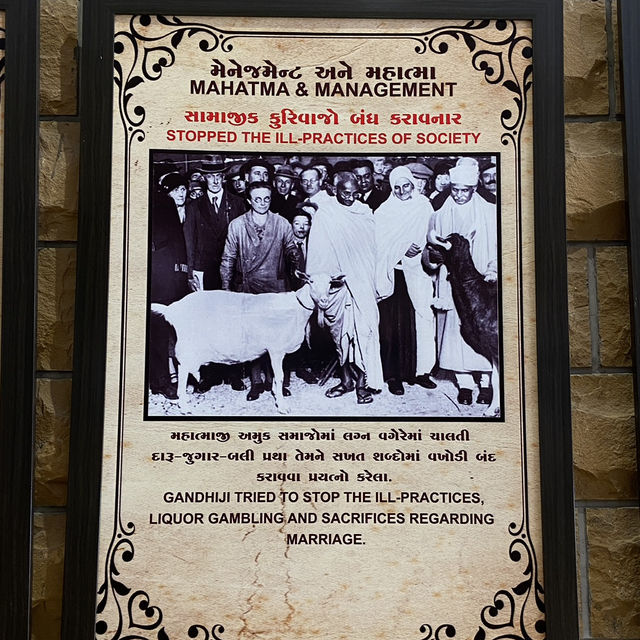 મેનેજમેન્ટ અને મહાત્મા
MAHATMA & MANAGEMENT
સામાજીક કુરિવાજો બંધ કરાવનાર
STOPPED THE ILL-PRACTICES OF SOCIETY
મહાત્માજી અમુક સમાજોમાં લગ્ન વગેરેમાં ચાલતી
દારૂ-જુગાર-બલી પ્રથા તેમને સખત શબ્દોમાં વખોડી બંદ
કરાવવા પ્રયત્નો કરેલા.
GANDHIJI TRIED TO STOP THE ILL-PRACTICES,
LIQUOR GAMBLING AND SACRIFICES REGARDING
MARRIAGE.